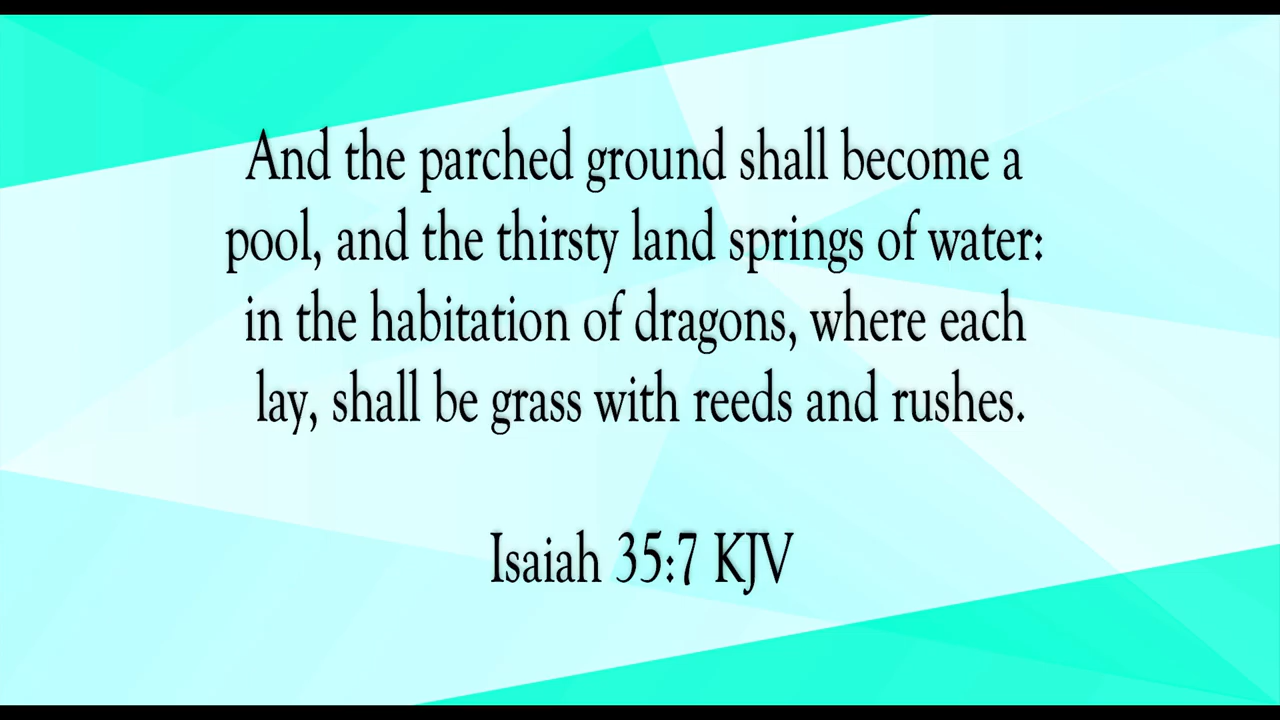 And the parched ground shall become a
pool, and the thirsty land springs of water:
in the habitation of dragons, where each
lay, shall be grass with reeds and rushes.
Isaiah 35:7 KJV